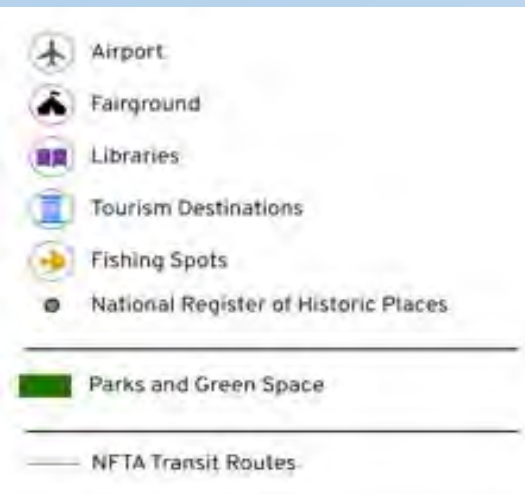 Airport
Fairground
Libraries
Tourism Destinations
Fishing Spots
National Register of Historic Places
Parks and Green Space
NFTA Transit Routes